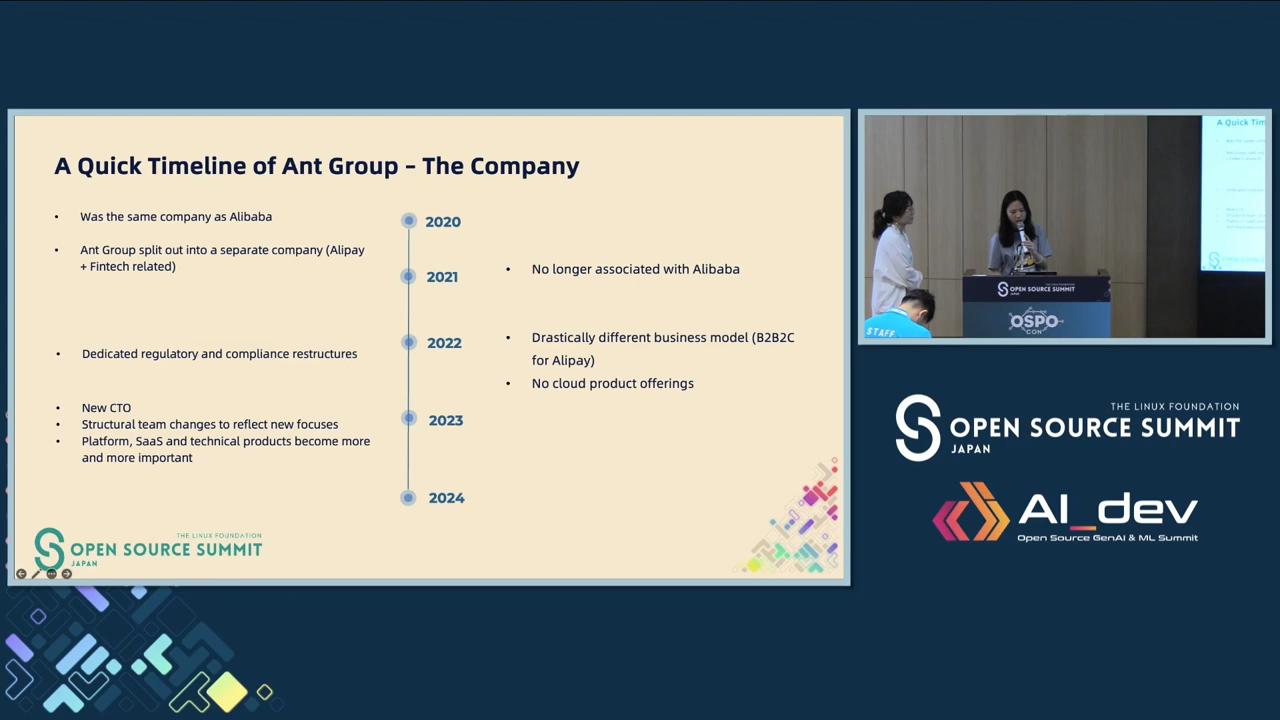 A Quick Timeline of Ant Group – The Company
• Was the same company as Alibaba
• Ant Group split out into a separate company (Alipay
+ Fintech related)
• Dedicated regulatory and compliance restructures
• New CTO
• Structural team changes to reflect new focuses
• Platform, SaaS and technical products become more
and more important
2020
2021
2022
2023
2024
• No longer associated with Alibaba
• Drastically different business model (B2B2C
for Alipay)
• No cloud product offerings
THE LINUX FOUNDATION
OPEN SOURCE SUMMIT
JAPAN
A Quick Tim
OPEN SOURCE SUMMIT
JAPAN
OSPO
CON
STAFF
THE LINUX FOUNDATION
OPEN SOURCE SUMMIT
JAPAN
AI_dev
Open Source GenAI & ML Summit